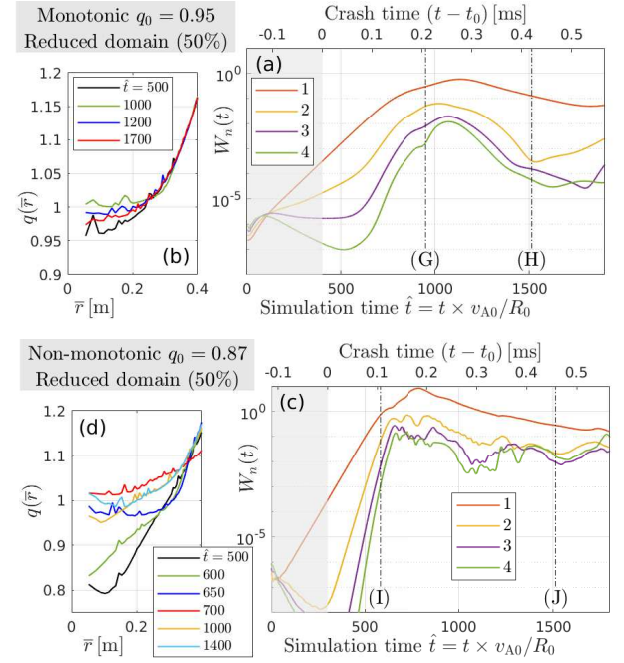 Monotonic q0 = 0.95
Reduced domain (50%)
Crash time (t − t0) [ms]
-0.1 0 0.1 0.2 0.3 0.4 0.5
(a)
1
2
3
4
10^0
10^-5
Wn(t)
(G)
(H)
0 500 1000 1500
Simulation time t̂ = t × vA0/R0
t̂ = 500
1000
1200
1700
1.2
1.15
1.1
1.05
1
0.95
0.9
q(r̅)
(b)
0 0.2 0.4
r̅ [m]
Non-monotonic q0 = 0.87
Reduced domain (50%)
Crash time (t − t0) [ms]
-0.1 0 0.1 0.2 0.3 0.4 0.5 0.6
(c)
10^0
10^-5
Wn(t)
1
2
3
4
(I)
(J)
0 500 1000 1500
Simulation time t̂ = t × vA0/R0
(d)
1.2
1.1
1
0.9
0.8
q(r̅)
0 0.2
r̅ [m]
t̂ = 500
600
650
700
1000
1400